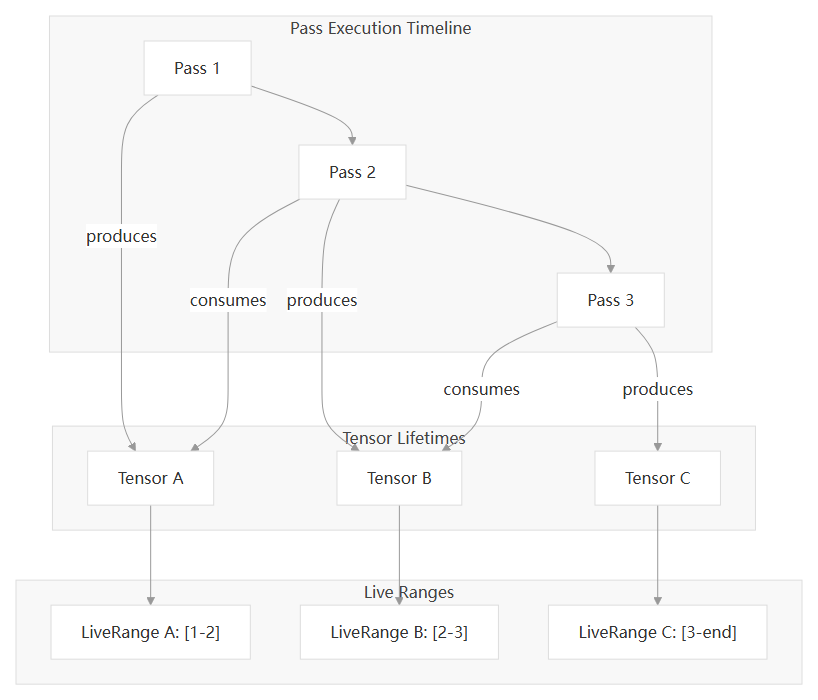 Pass Execution Timeline
Pass 1
Pass 2
produces
consumes
produces
Pass 3
consumes
produces
Tensor Lifetimes
Tensor A
Tensor B
Tensor C
Live Ranges
LiveRange A: [1-2]
LiveRange B: [2-3]
LiveRange C: [3-end]